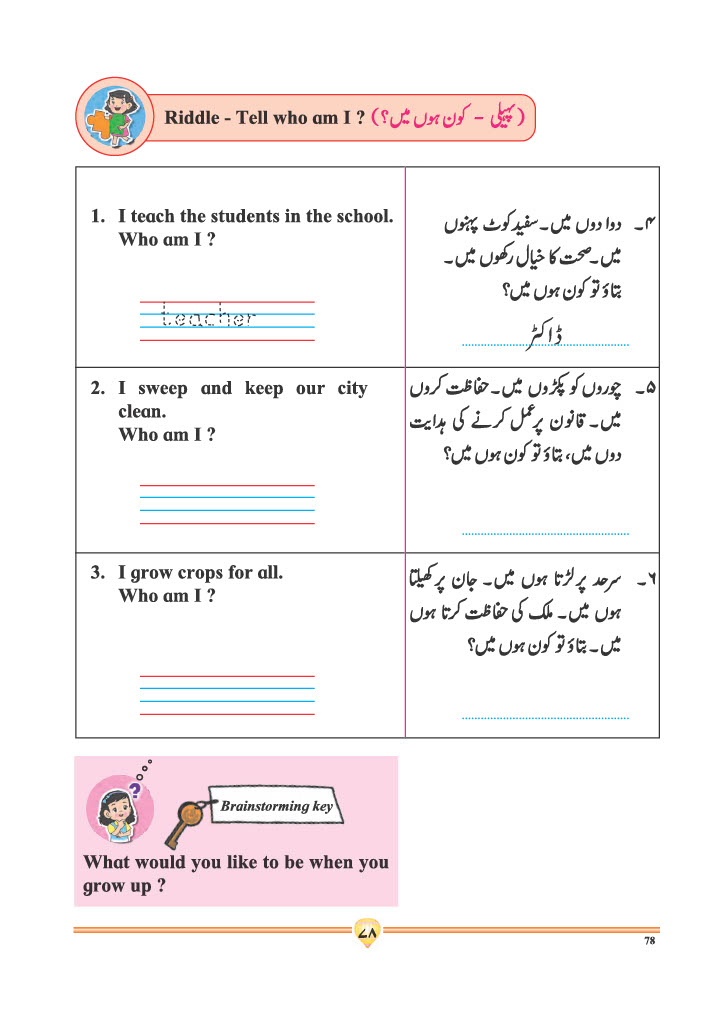 Riddle - Tell who am I ? (پہیلی - کون ہوں میں؟)
1. I teach the students in the school.
Who am I ?
teacher
۴۔ دوا دوں میں۔ سفید کوٹ پہنوں
میں۔ صحت کا خیال رکھوں میں۔
بتاؤ تو کون ہوں میں؟
ڈاکٹر
2. I sweep and keep our city
clean.
Who am I ?
۵۔ چوروں کو پکڑوں میں۔ حفاظت کروں
میں۔ قانون پر عمل کرنے کی ہدایت
دوں میں، بتاؤ تو کون ہوں میں؟
3. I grow crops for all.
Who am I ?
۶۔ سرحد پر لڑتا ہوں میں۔ جان پر کھیلتا
ہوں میں۔ ملک کی حفاظت کرتا ہوں
میں۔ بتاؤ تو کون ہوں میں؟
?
Brainstorming key
What would you like to be when you
grow up ?
۷۸
78